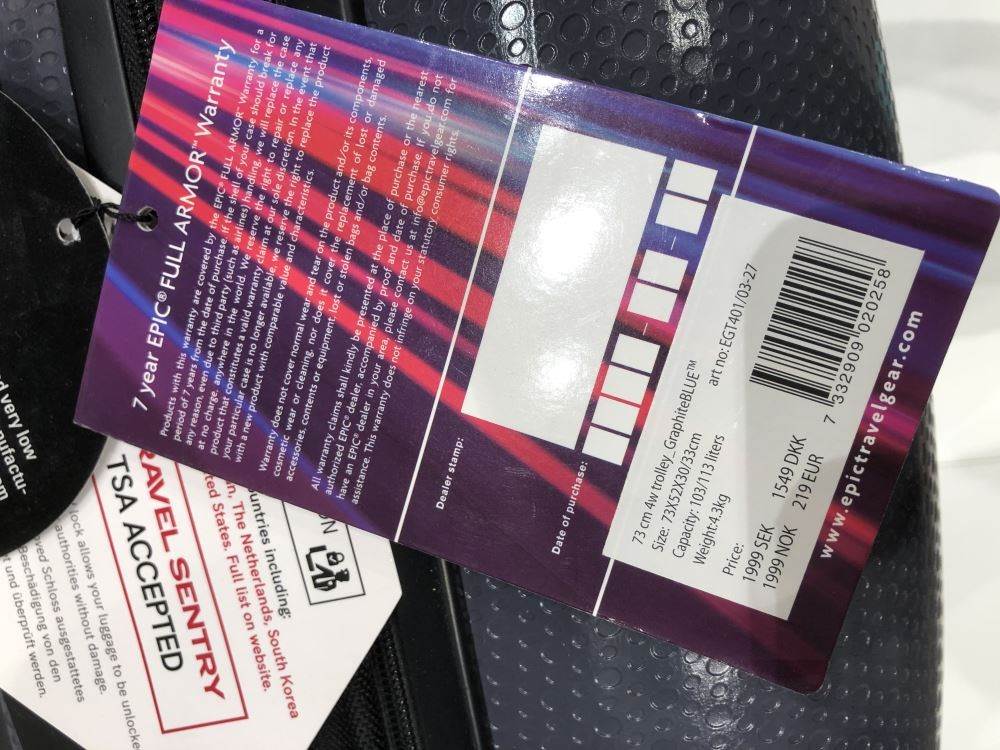 7 year EPIC® FULL ARMOR™ Warranty
Products with this warranty are covered by the EPIC® FULL ARMOR™ Warranty for a
period of 7 years from the date of purchase. If the shell of your case should break for
any reason, even due to third party (such as airlines) handling, we will replace the case
at no charge, anywhere in the world. We reserve the right to repair or replace any
product that constitutes a valid warranty claim at our sole discretion. In the event that
your particular case is no longer available, we reserve the right to replace the product
with a new product with comparable value and characteristics.
Warranty does not cover normal wear and tear on the product and/or its components,
cosmetic wear or cleaning, nor does it cover the replacement of lost or damaged
accessories, contents or equipment, lost or stolen bags and/or bag contents.
All warranty claims shall kindly be presented at the place of purchase or the nearest
authorized EPIC® dealer, accompanied by proof and date of purchase. If you do not
have an EPIC® dealer in your area, please contact us at info@epictravelgear.com for
assistance. This warranty does not infringe on your statutory consumer rights.
Dealer stamp:
Date of purchase:
73 cm 4w trolley_GraphiteBLUE™
Size: 73X52X30/33cm
Capacity: 103/113 liters
Weight:4.3kg
art no:EGT401/03-27
Price:
1999 SEK 1549 DKK
1999 NOK 219 EUR
7 332909 020258
www.epictravelgear.com
very low
ON
ountries including:
The Netherlands, South Korea
ted States. Full list on website.
RAVEL SENTRY
TSA ACCEPTED
lock allows your luggage to be unlocke
authorities without damage.
Schloss ausgestattetes
Beschädigung von den
und überprüft werden.